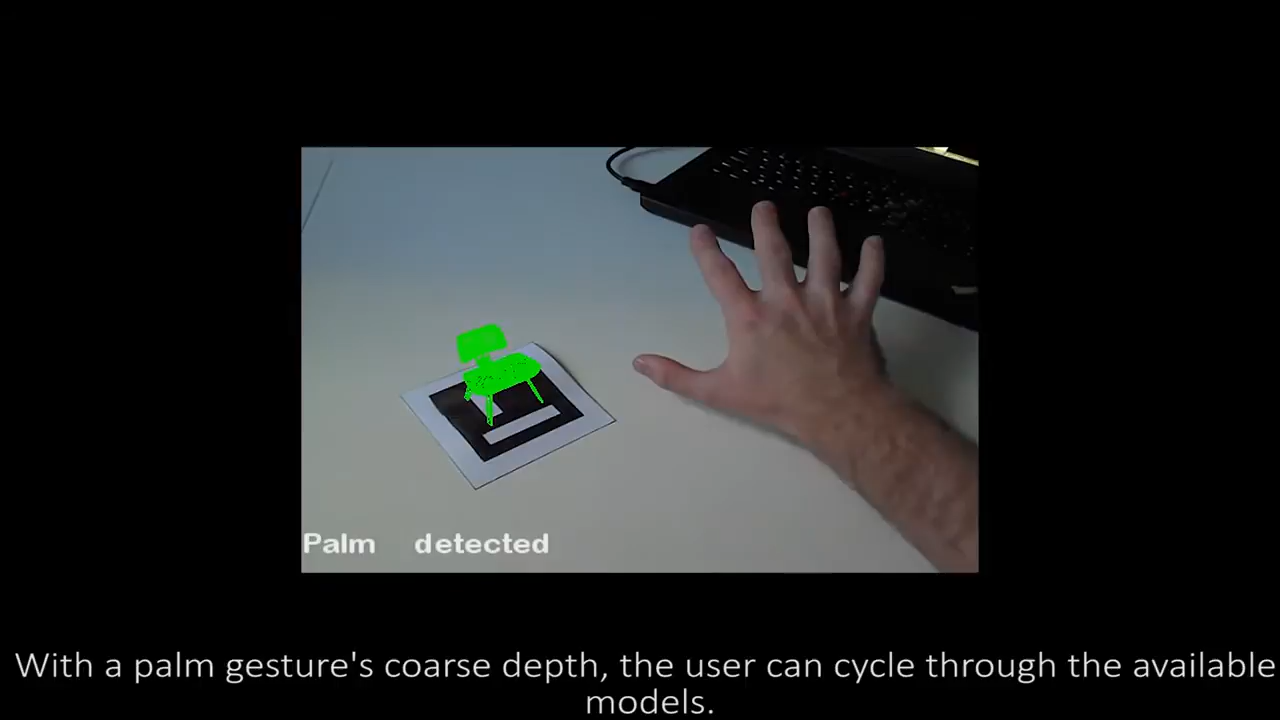 Palm detected
With a palm gesture's coarse depth, the user can cycle through the available
models.